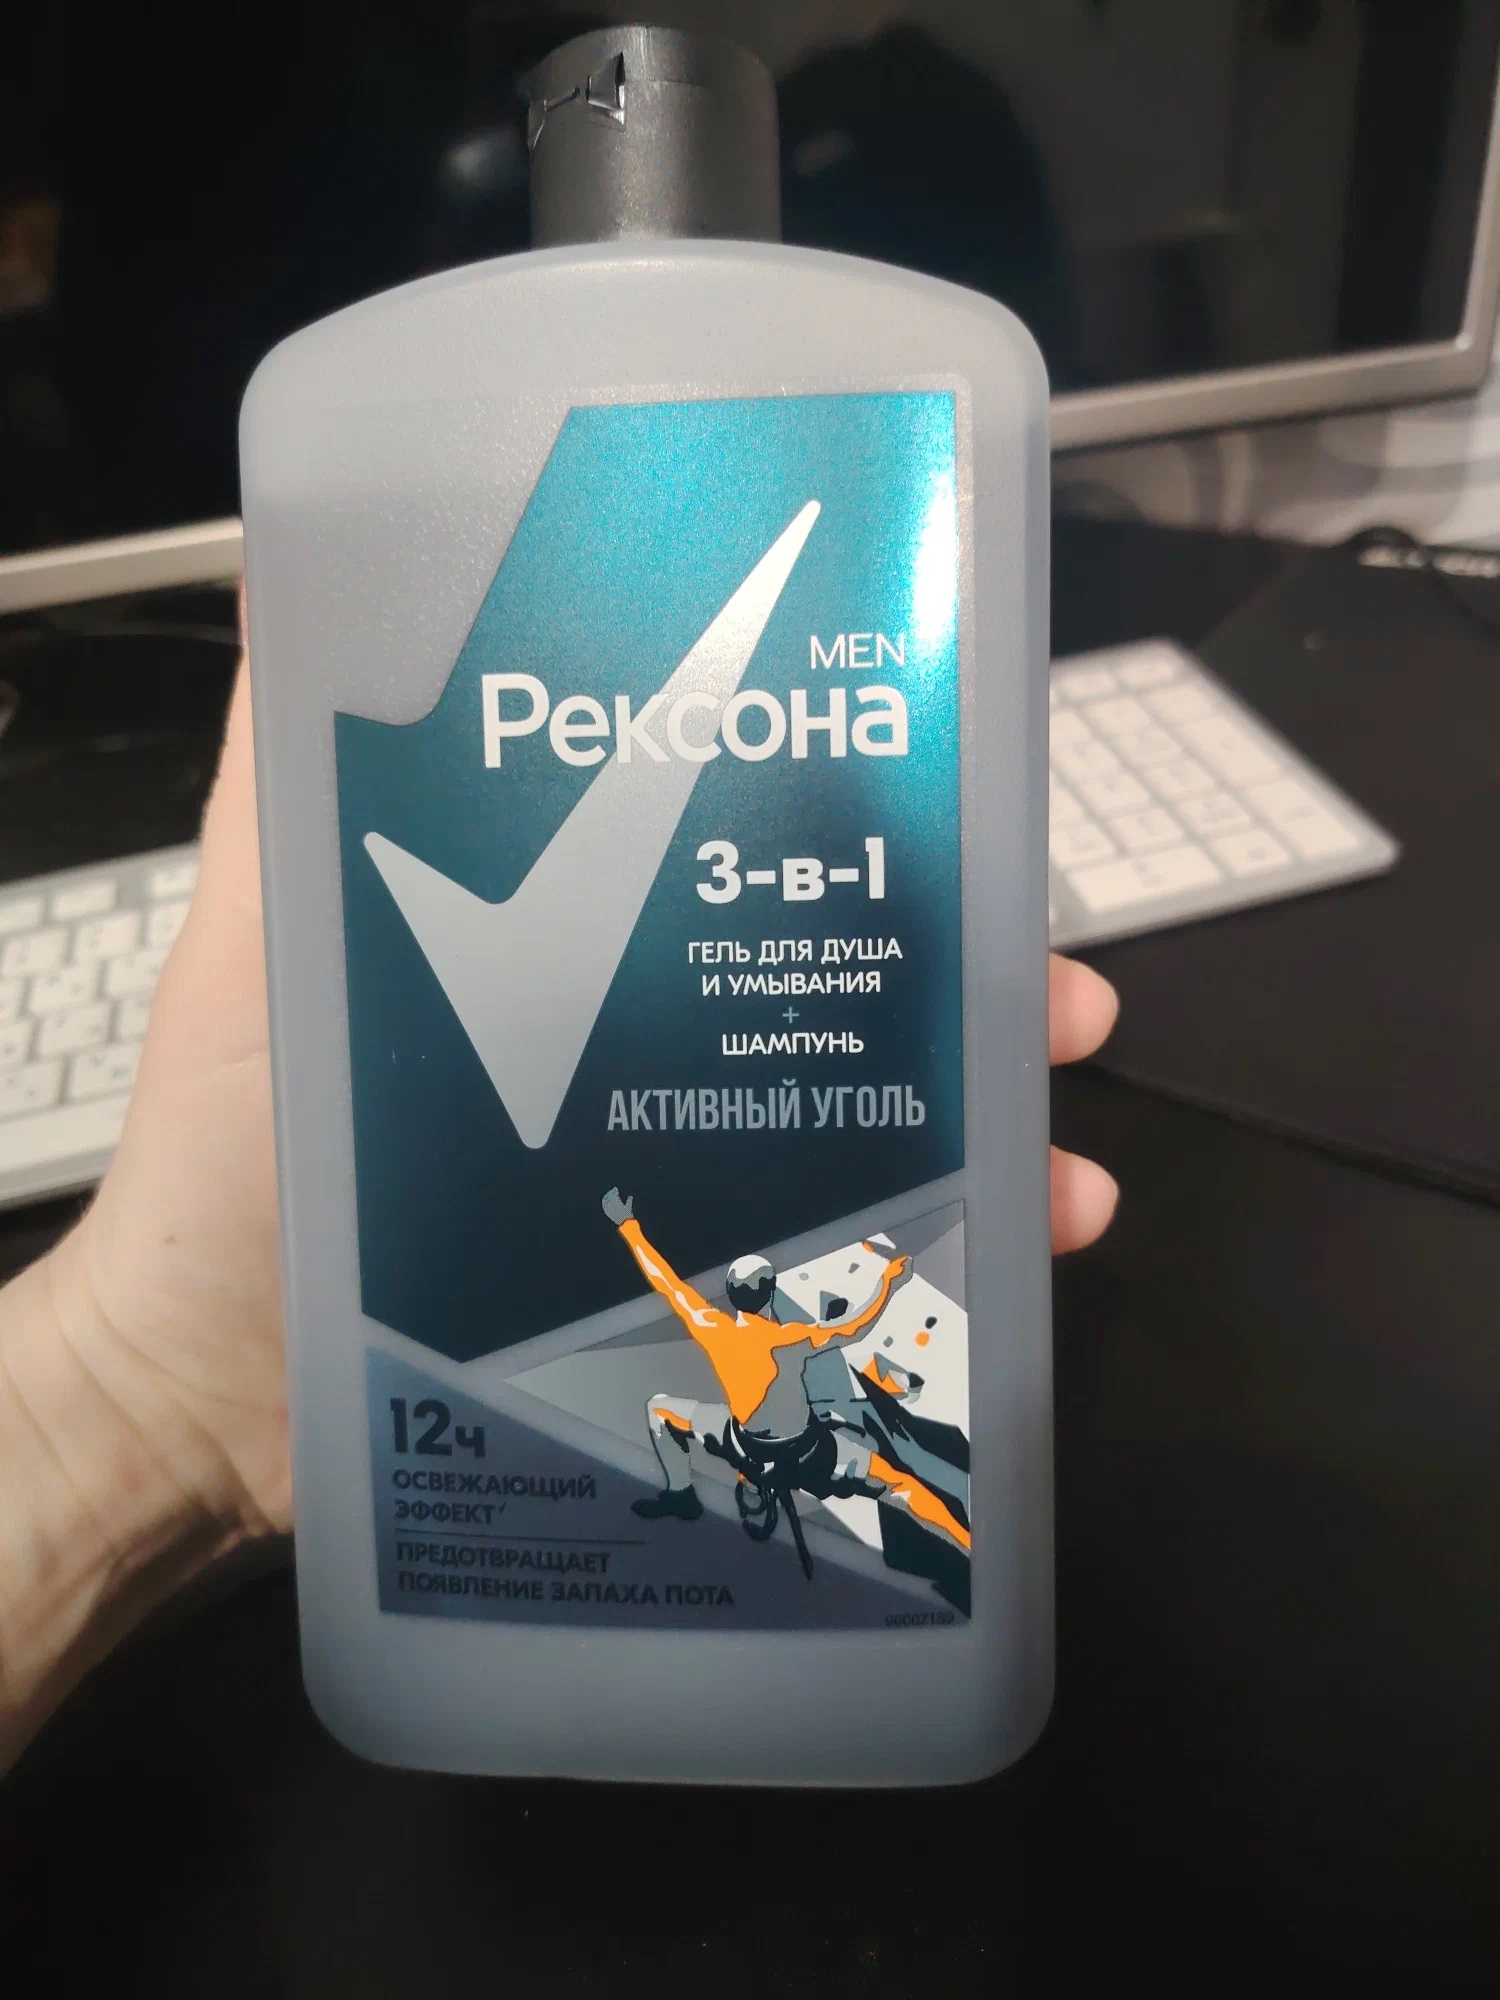 MEN
Рексона
3-в-1
ГЕЛЬ ДЛЯ ДУША
И УМЫВАНИЯ
+
ШАМПУНЬ
АКТИВНЫЙ УГОЛЬ
12ч
ОСВЕЖАЮЩИЙ
ЭФФЕКТ
ПРЕДОТВРАЩАЕТ
ПОЯВЛЕНИЕ ЗАПАХА ПОТА